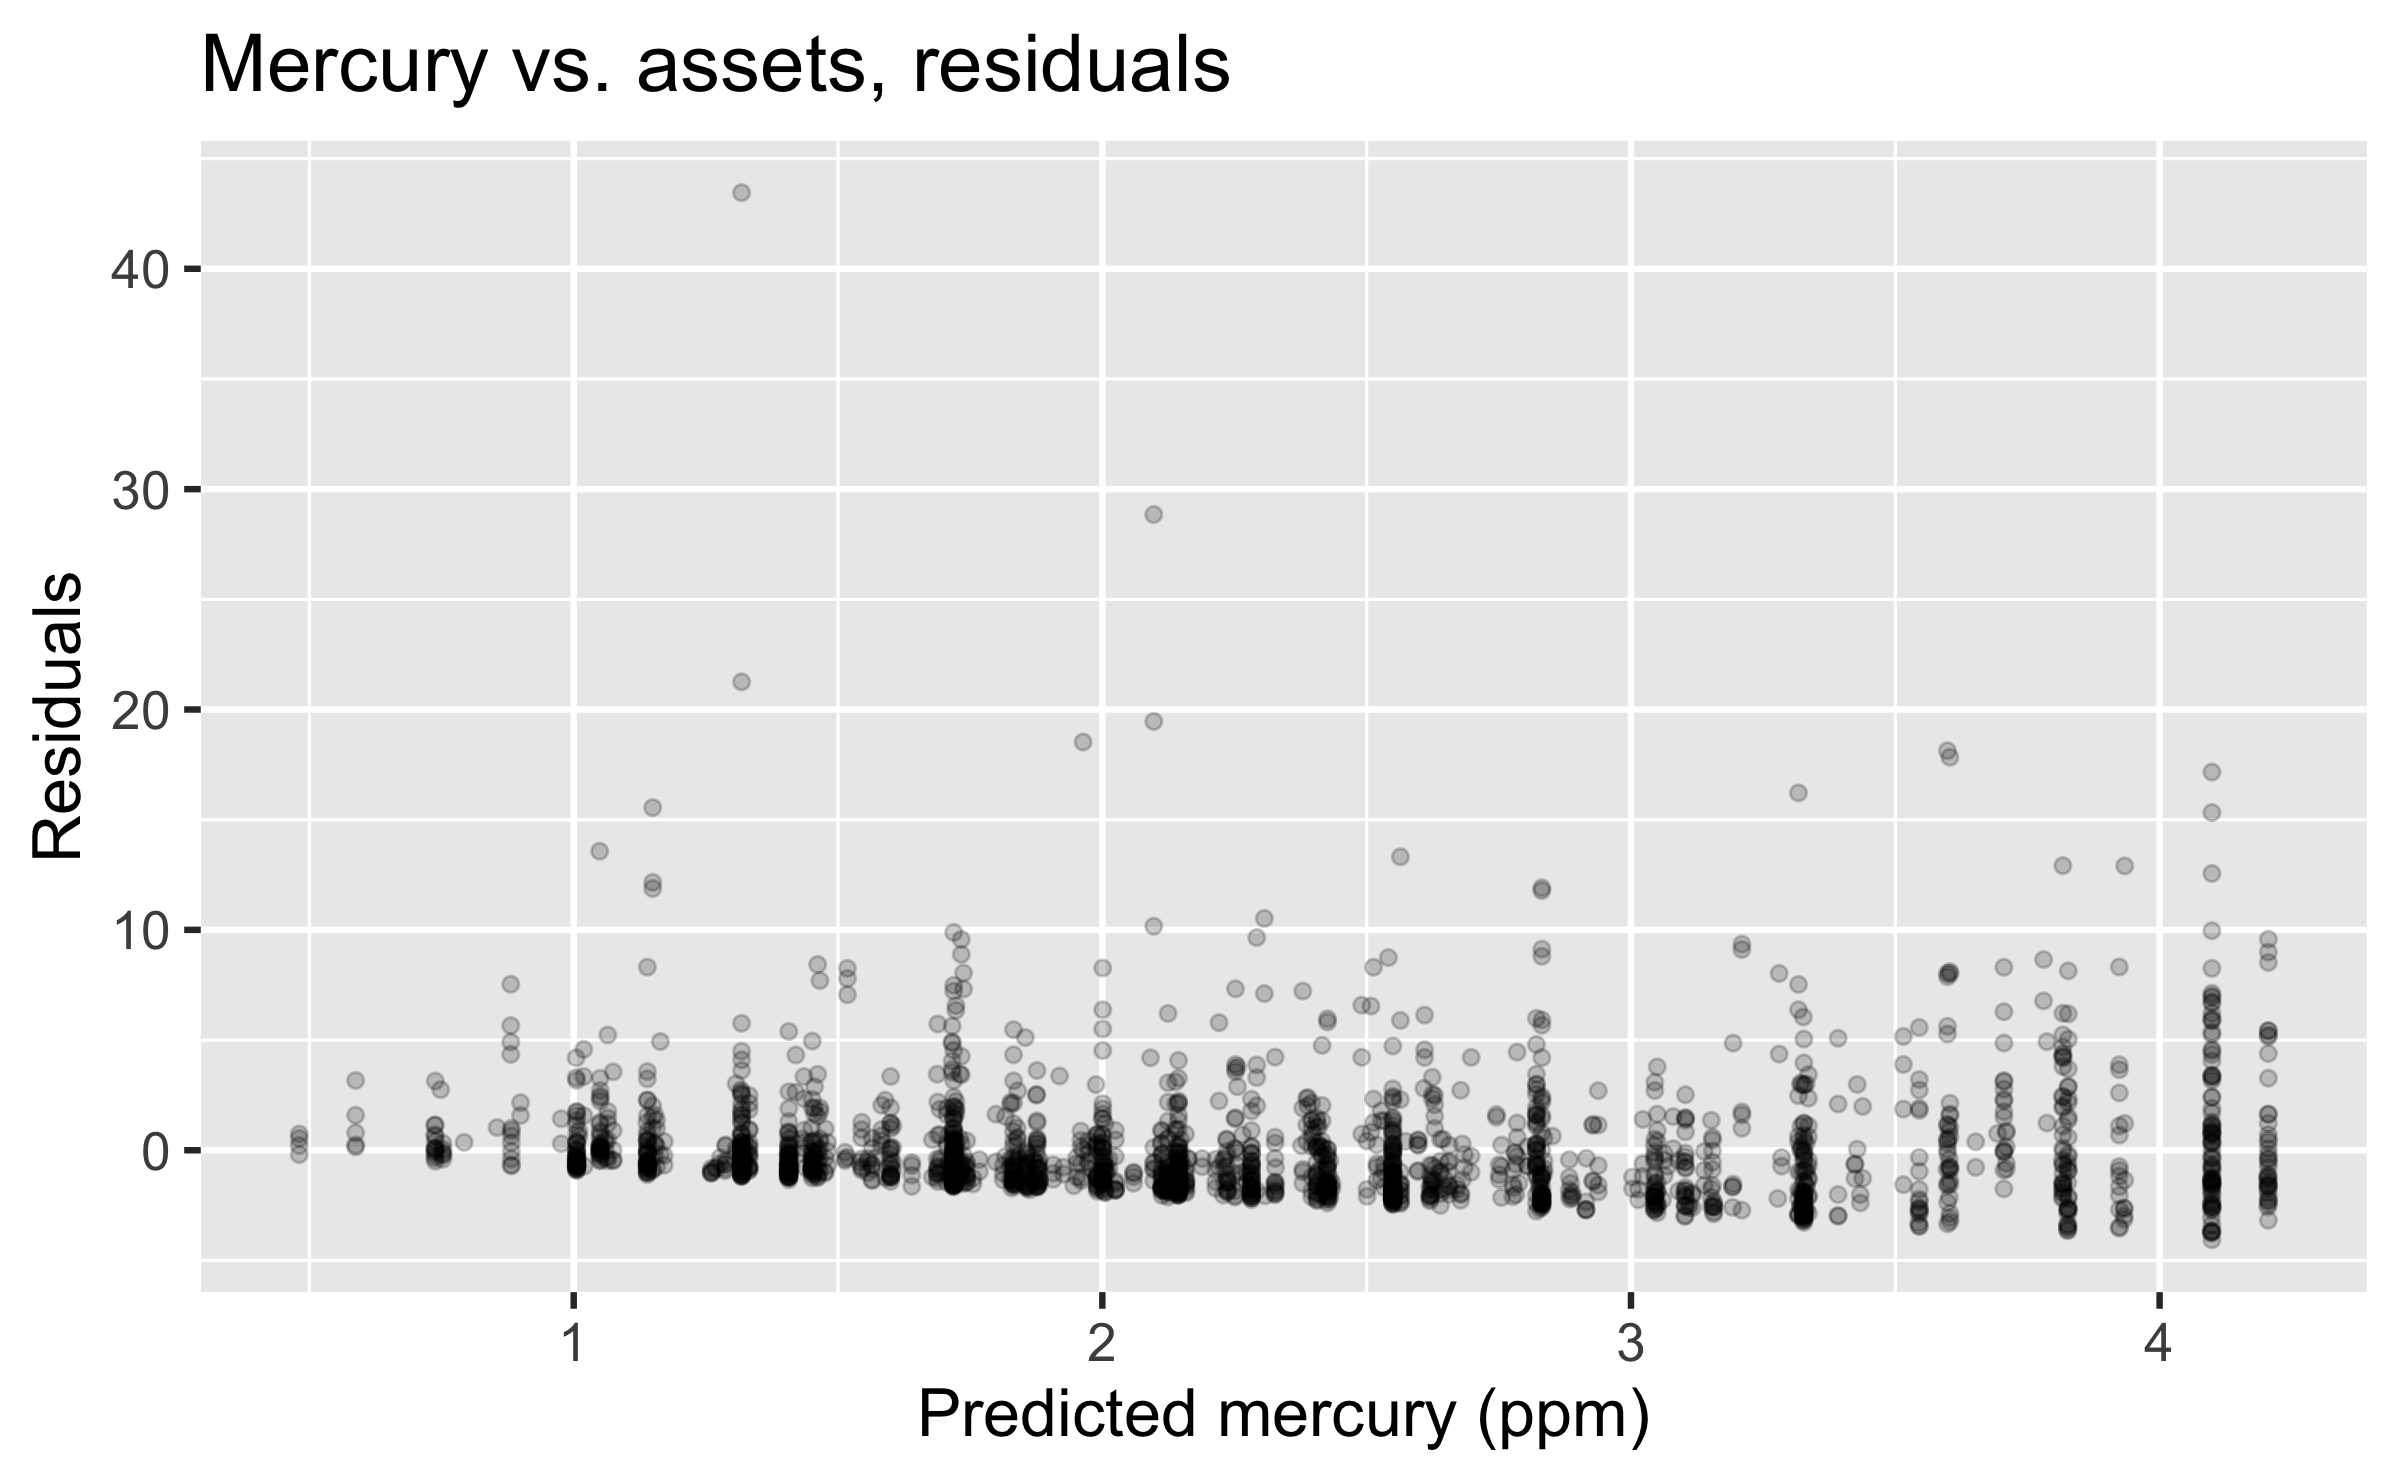 Mercury vs. assets, residuals
Residuals
40
30
20
10
0
1 2 3 4
Predicted mercury (ppm)